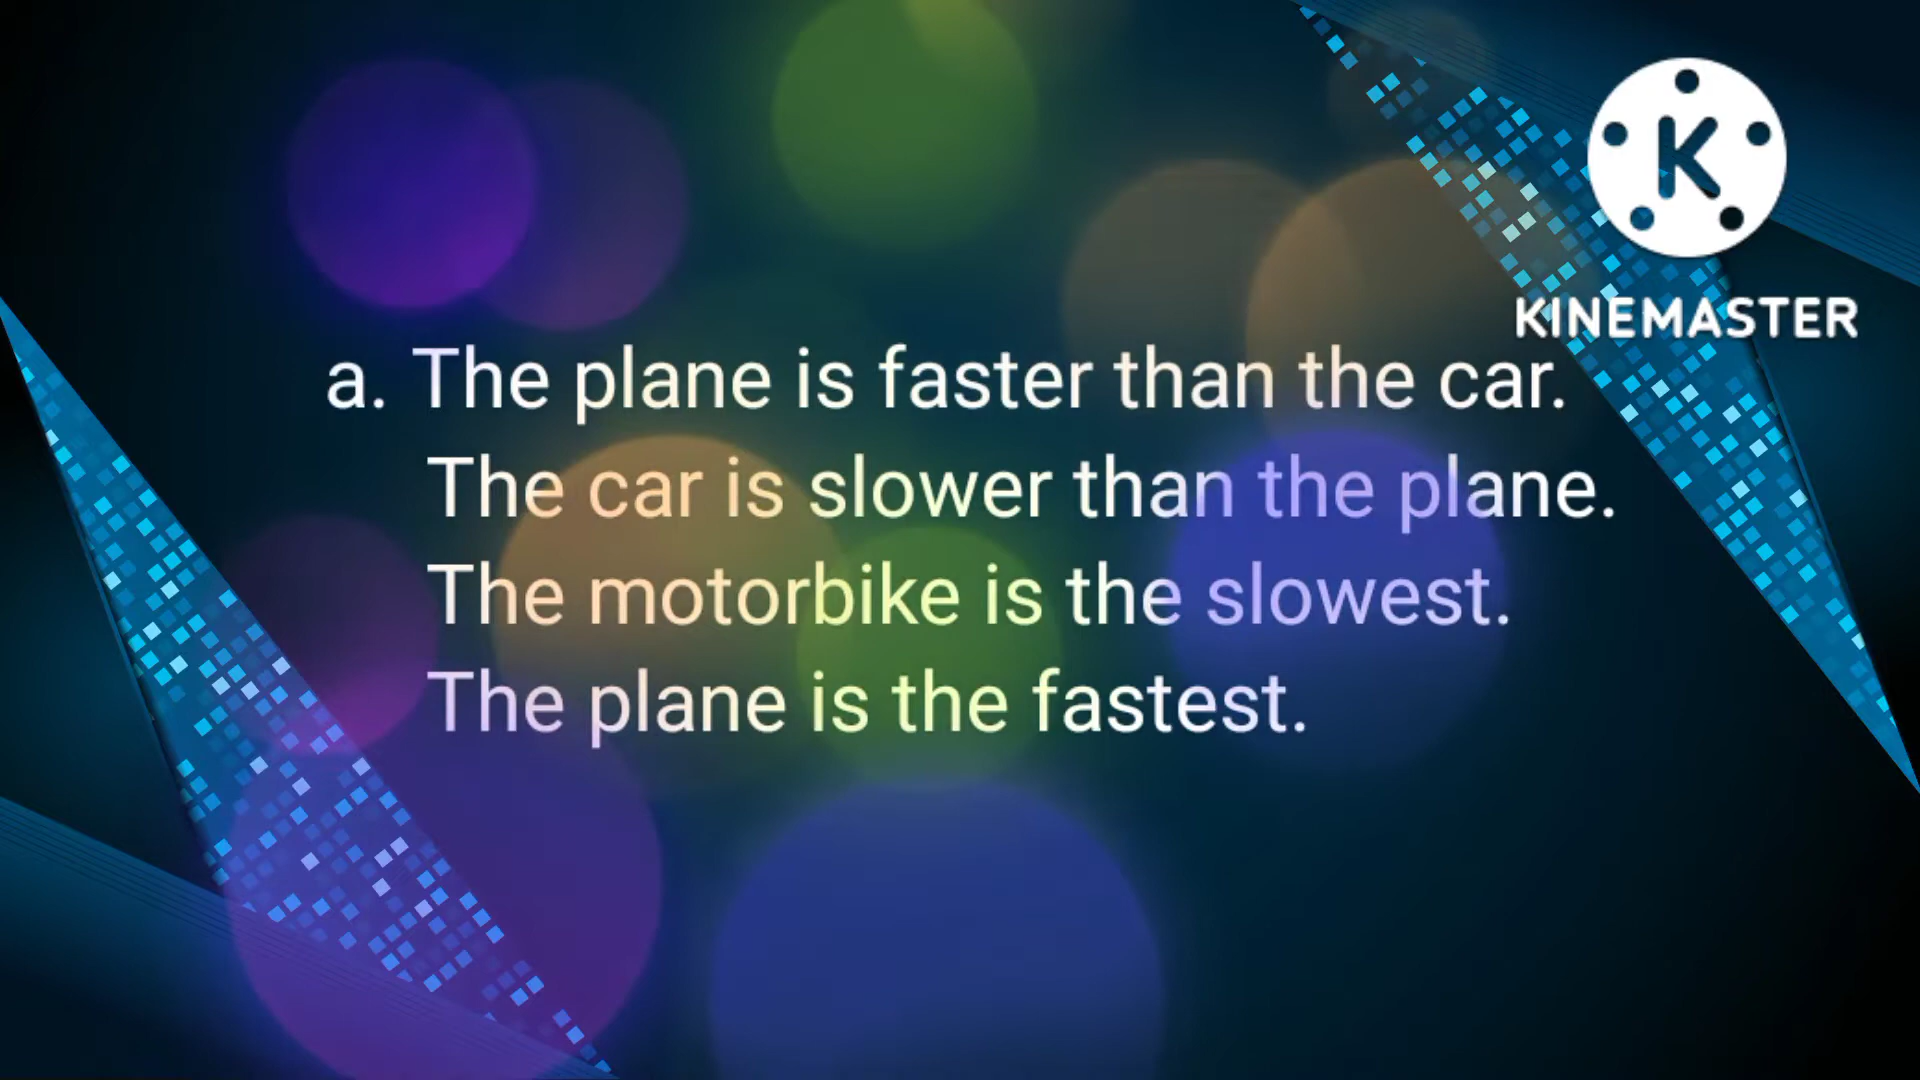 K
KINEMASTER
a. The plane is faster than the car.
The car is slower than the plane.
The motorbike is the slowest.
The plane is the fastest.